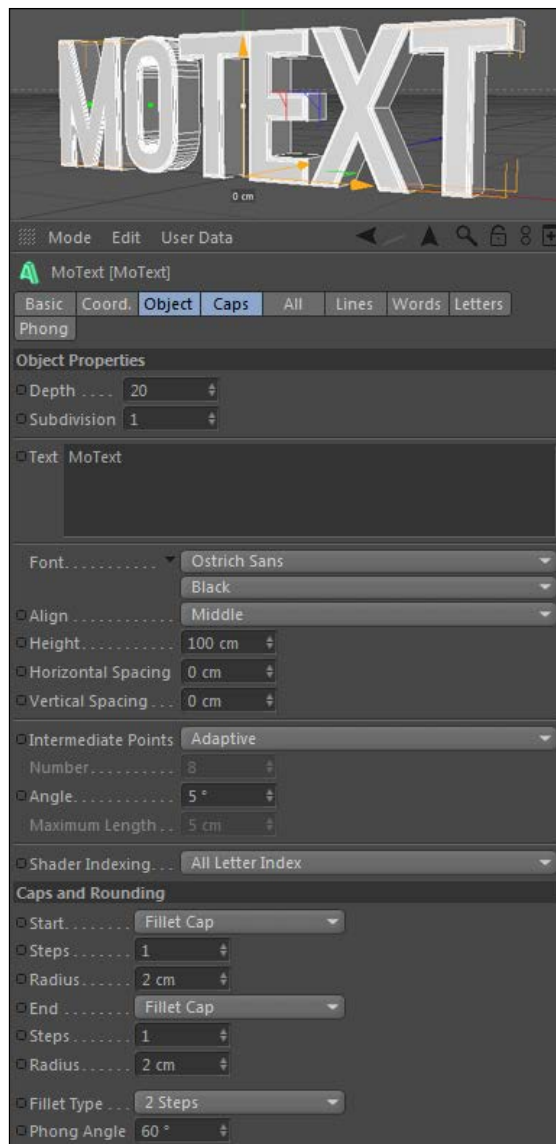 MOTEXT
0 cm
Mode Edit User Data
MoText [MoText]
Basic Coord. Object Caps All Lines Words Letters
Phong
Object Properties
Depth .... 20
Subdivision 1
Text MoText
Font........... Ostrich Sans
Black
Align ............ Middle
Height........... 100 cm
Horizontal Spacing 0 cm
Vertical Spacing... 0 cm
Intermediate Points Adaptive
Number.......... 8
Angle............ 5 °
Maximum Length.. 5 cm
Shader Indexing... All Letter Index
Caps and Rounding
Start........ Fillet Cap
Steps....... 1
Radius...... 2 cm
End ........ Fillet Cap
Steps....... 1
Radius...... 2 cm
Fillet Type ... 2 Steps
Phong Angle 60 °